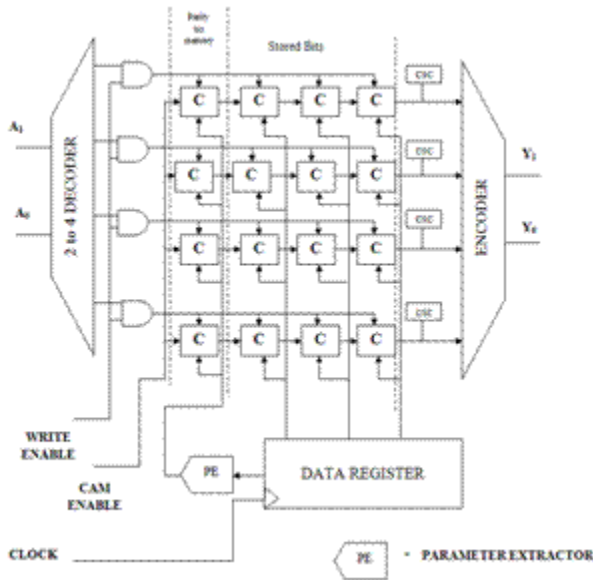 Stored Bits
CSC
C C C C
A1
Y1
CSC
C C C C
2 to 4 DECODER
ENCODER
A0
Y0
CSC
C C C C
CSC
C C C C
WRITE
ENABLE
CAM
ENABLE
PE
DATA REGISTER
CLOCK
PE - PARAMETER EXTRACTOR